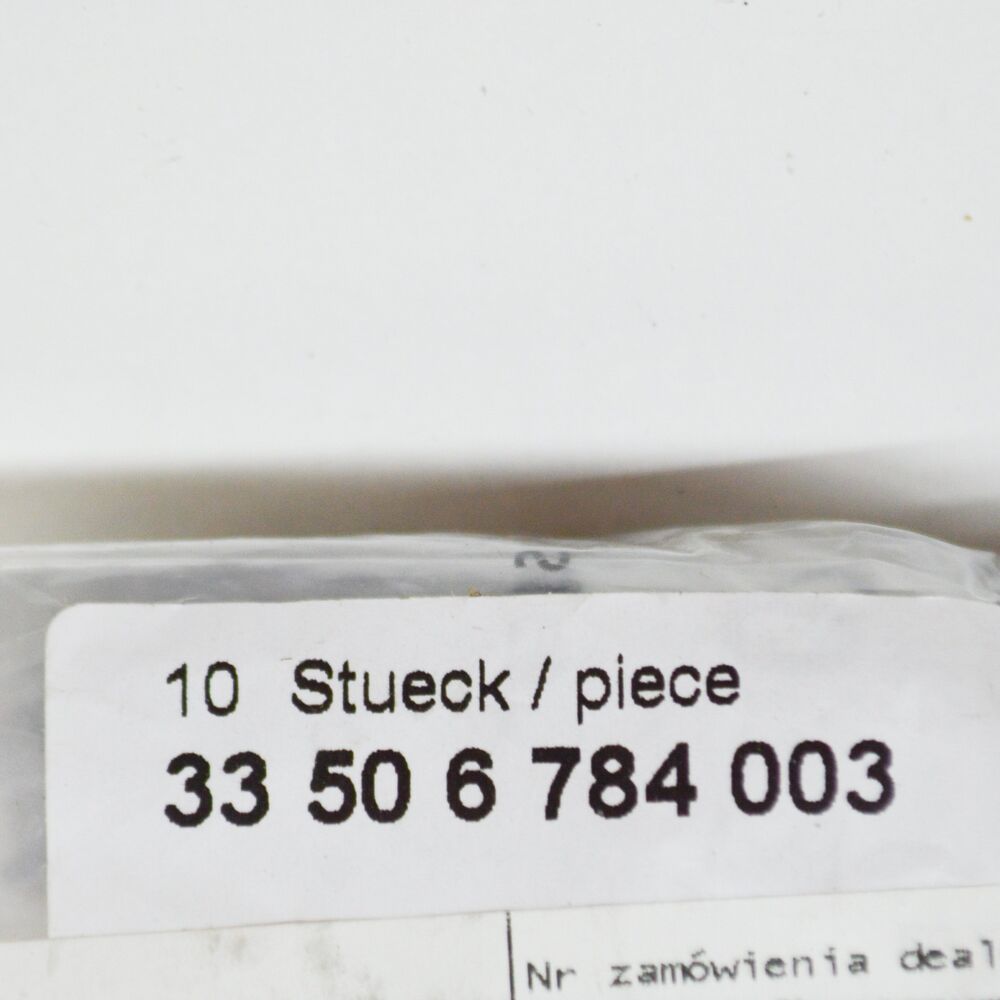 10 Stueck / piece
33 50 6 784 003
Nr zamówienia deal